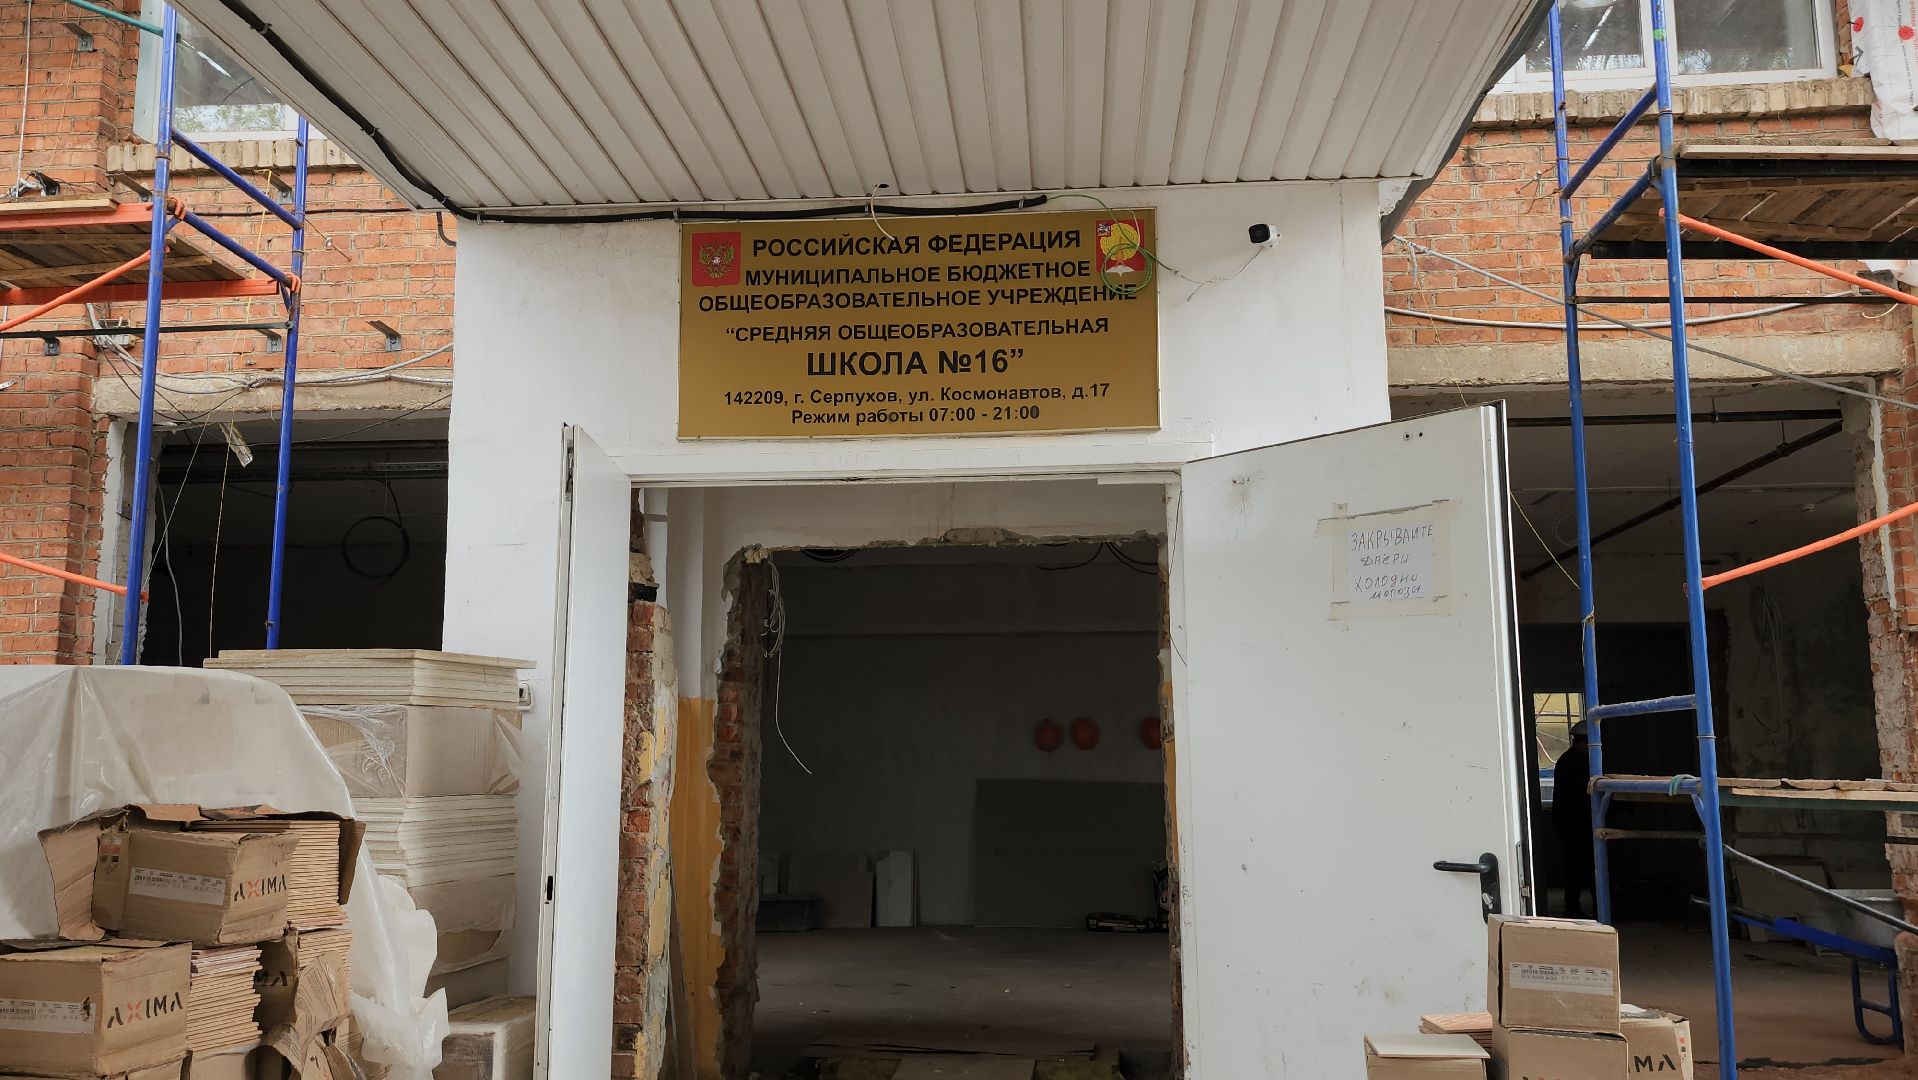 РОССИЙСКАЯ ФЕДЕРАЦИЯ
МУНИЦИПАЛЬНОЕ БЮДЖЕТНОЕ
ОБЩЕОБРАЗОВАТЕЛЬНОЕ УЧРЕЖДЕНИЕ
“СРЕДНЯЯ ОБЩЕОБРАЗОВАТЕЛЬНАЯ
ШКОЛА №16”
142209, г. Серпухов, ул. Космонавтов, д.17
Режим работы 07:00 - 21:00
ЗАКРЫВАЙТЕ
двери
холодно
морозы.
AXIMA
AXIMA